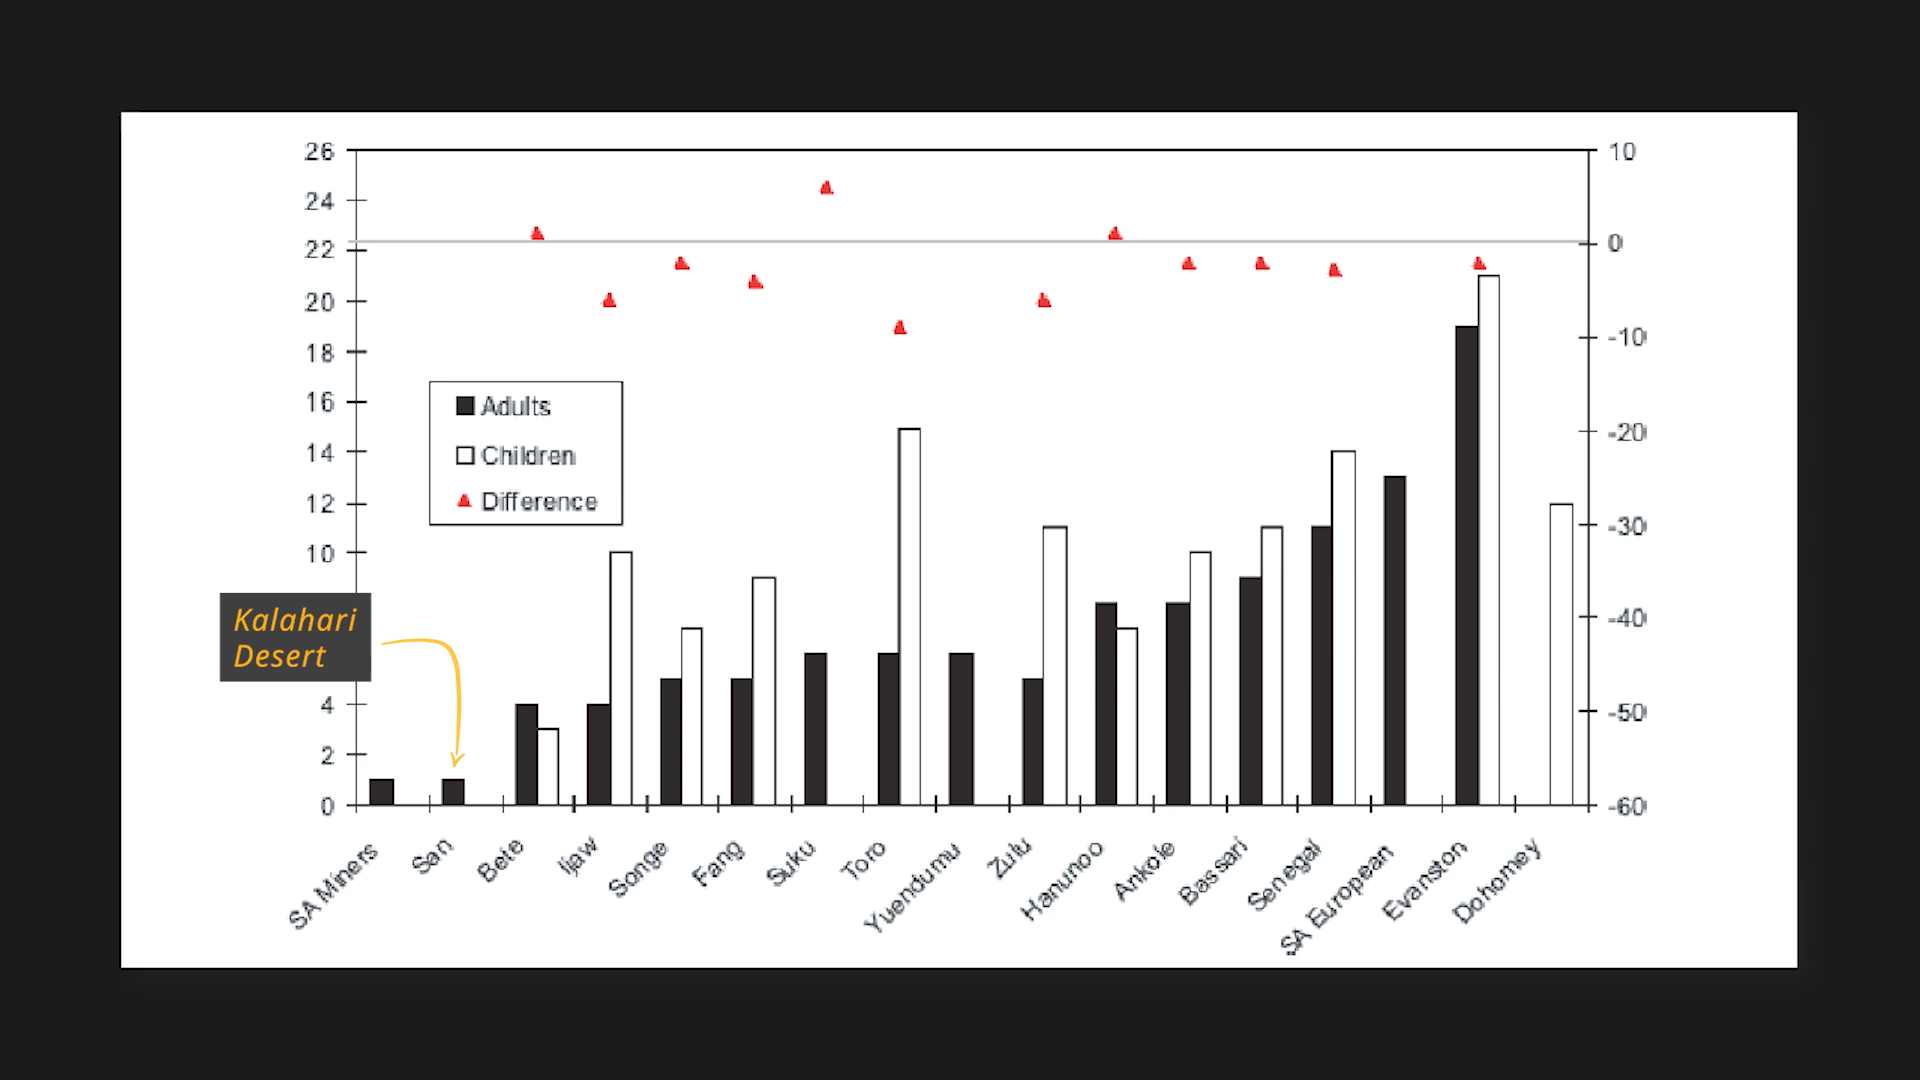 26
24
22
20
18
16
14
12
10
4
2
0
10
0
-10
-20
-30
-40
-50
-60
Adults
Children
Difference
Kalahari
Desert
SA Miners
San
Bete
Ijaw
Songe
Fang
Suku
Toro
Yuendumu
Zulu
Hanunoo
Ankole
Bassari
Senegal
SA European
Evanston
Dohomey